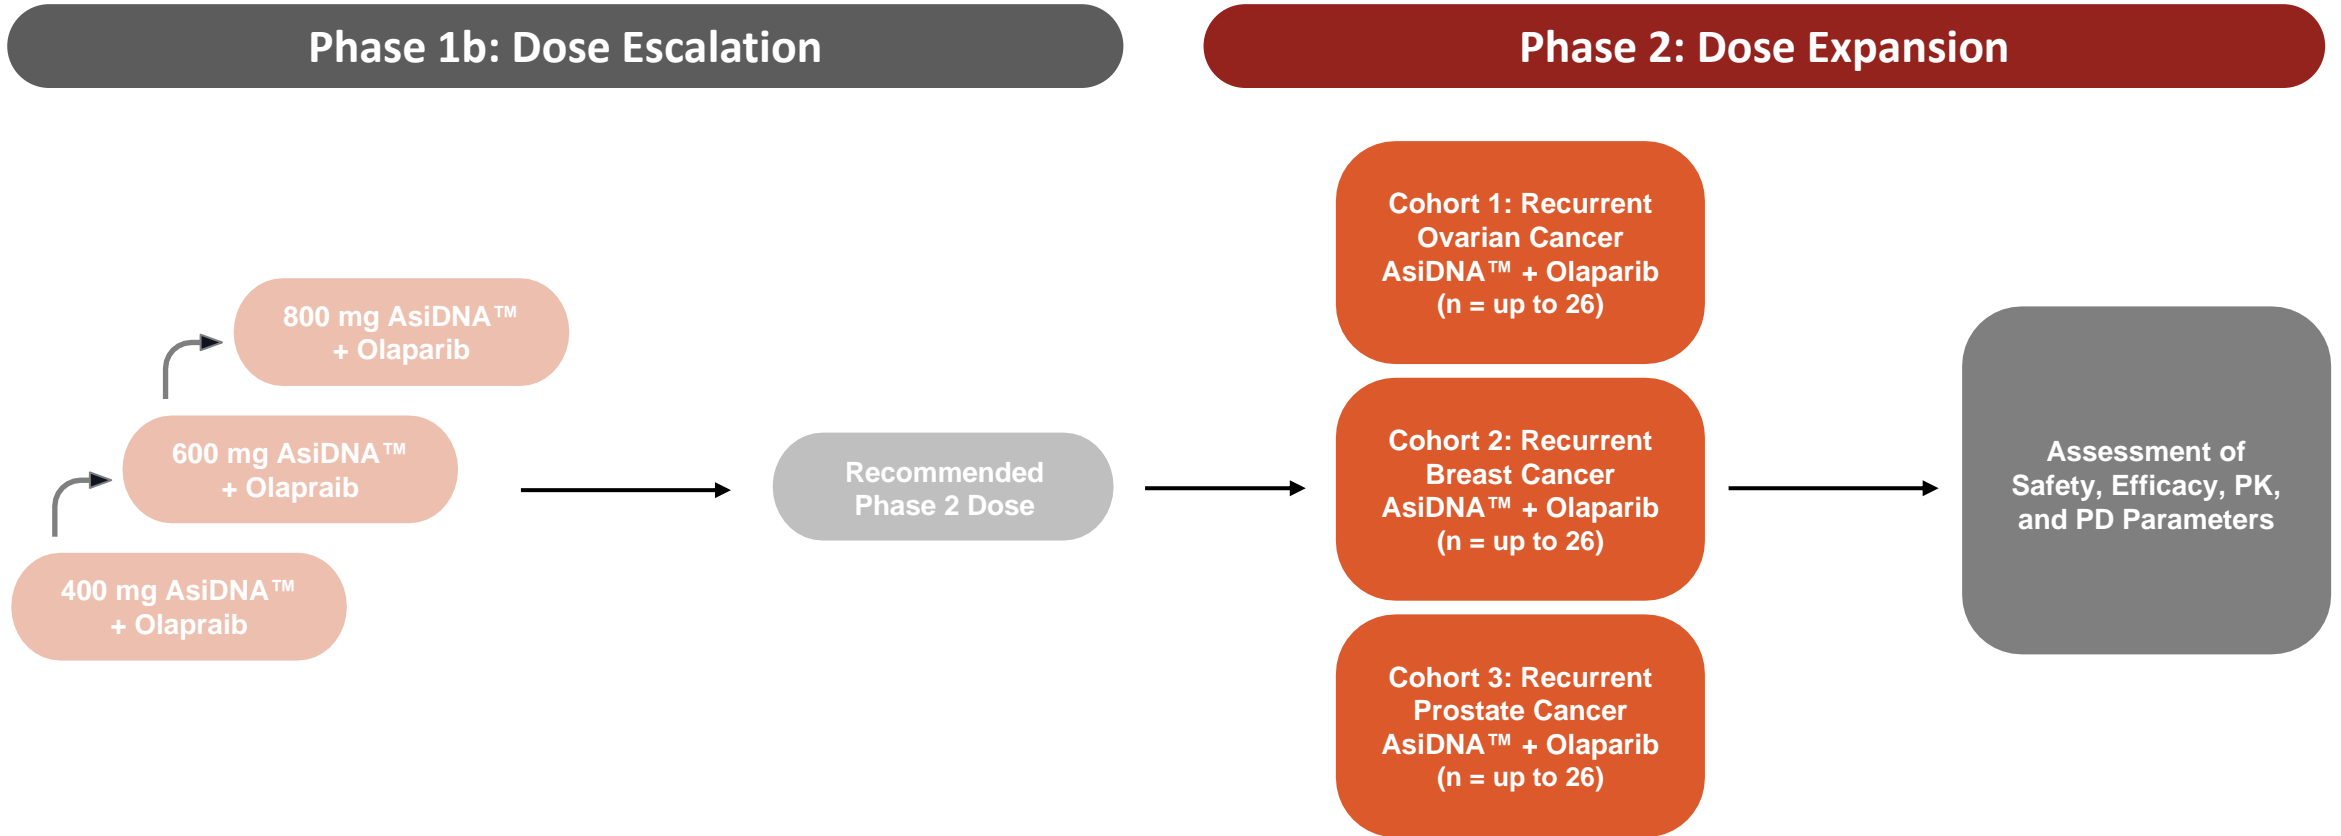 Phase 1b: Dose Escalation
Phase 2: Dose Expansion
800 mg AsiDNA™
+ Olaparib
600 mg AsiDNA™
+ Olapraib
400 mg AsiDNA™
+ Olapraib
Recommended
Phase 2 Dose
Cohort 1: Recurrent
Ovarian Cancer
AsiDNA™ + Olaparib
(n = up to 26)
Cohort 2: Recurrent
Breast Cancer
AsiDNA™ + Olaparib
(n = up to 26)
Cohort 3: Recurrent
Prostate Cancer
AsiDNA™ + Olaparib
(n = up to 26)
Assessment of
Safety, Efficacy, PK,
and PD Parameters